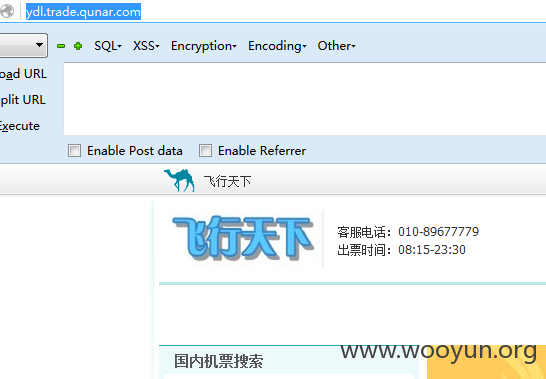 ydl.trade.qunar.com
SQL▾ XSS▾ Encryption▾ Encoding▾ Other▾
oad URL
plit URL
Execute
Enable Post data Enable Referrer
飞行天下
飞行天下
客服电话：010-89677779
出票时间：08:15-23:30
www.wooyun.org
国内机票搜索